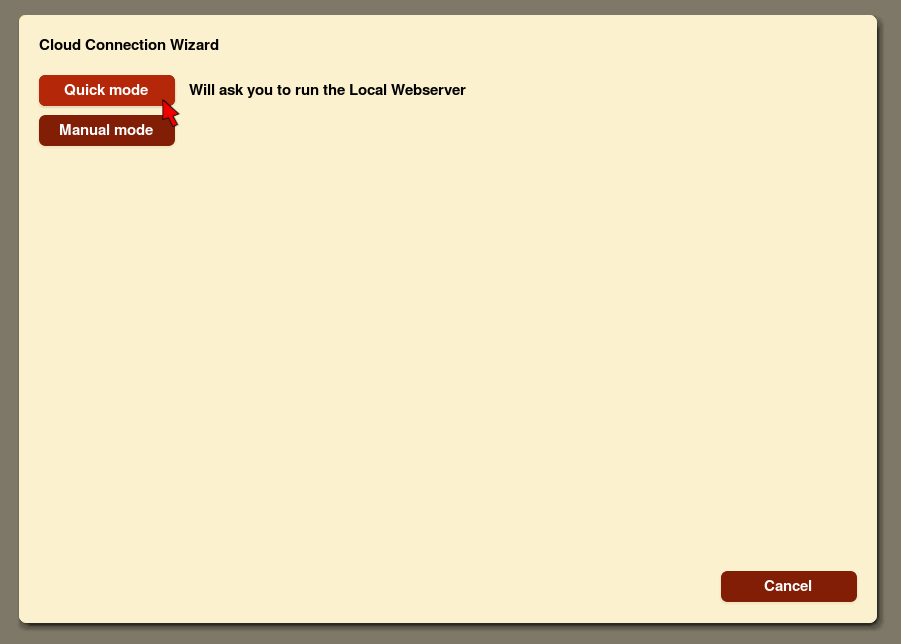 Cloud Connection Wizard
Quick mode Will ask you to run the Local Webserver
Manual mode
Cancel